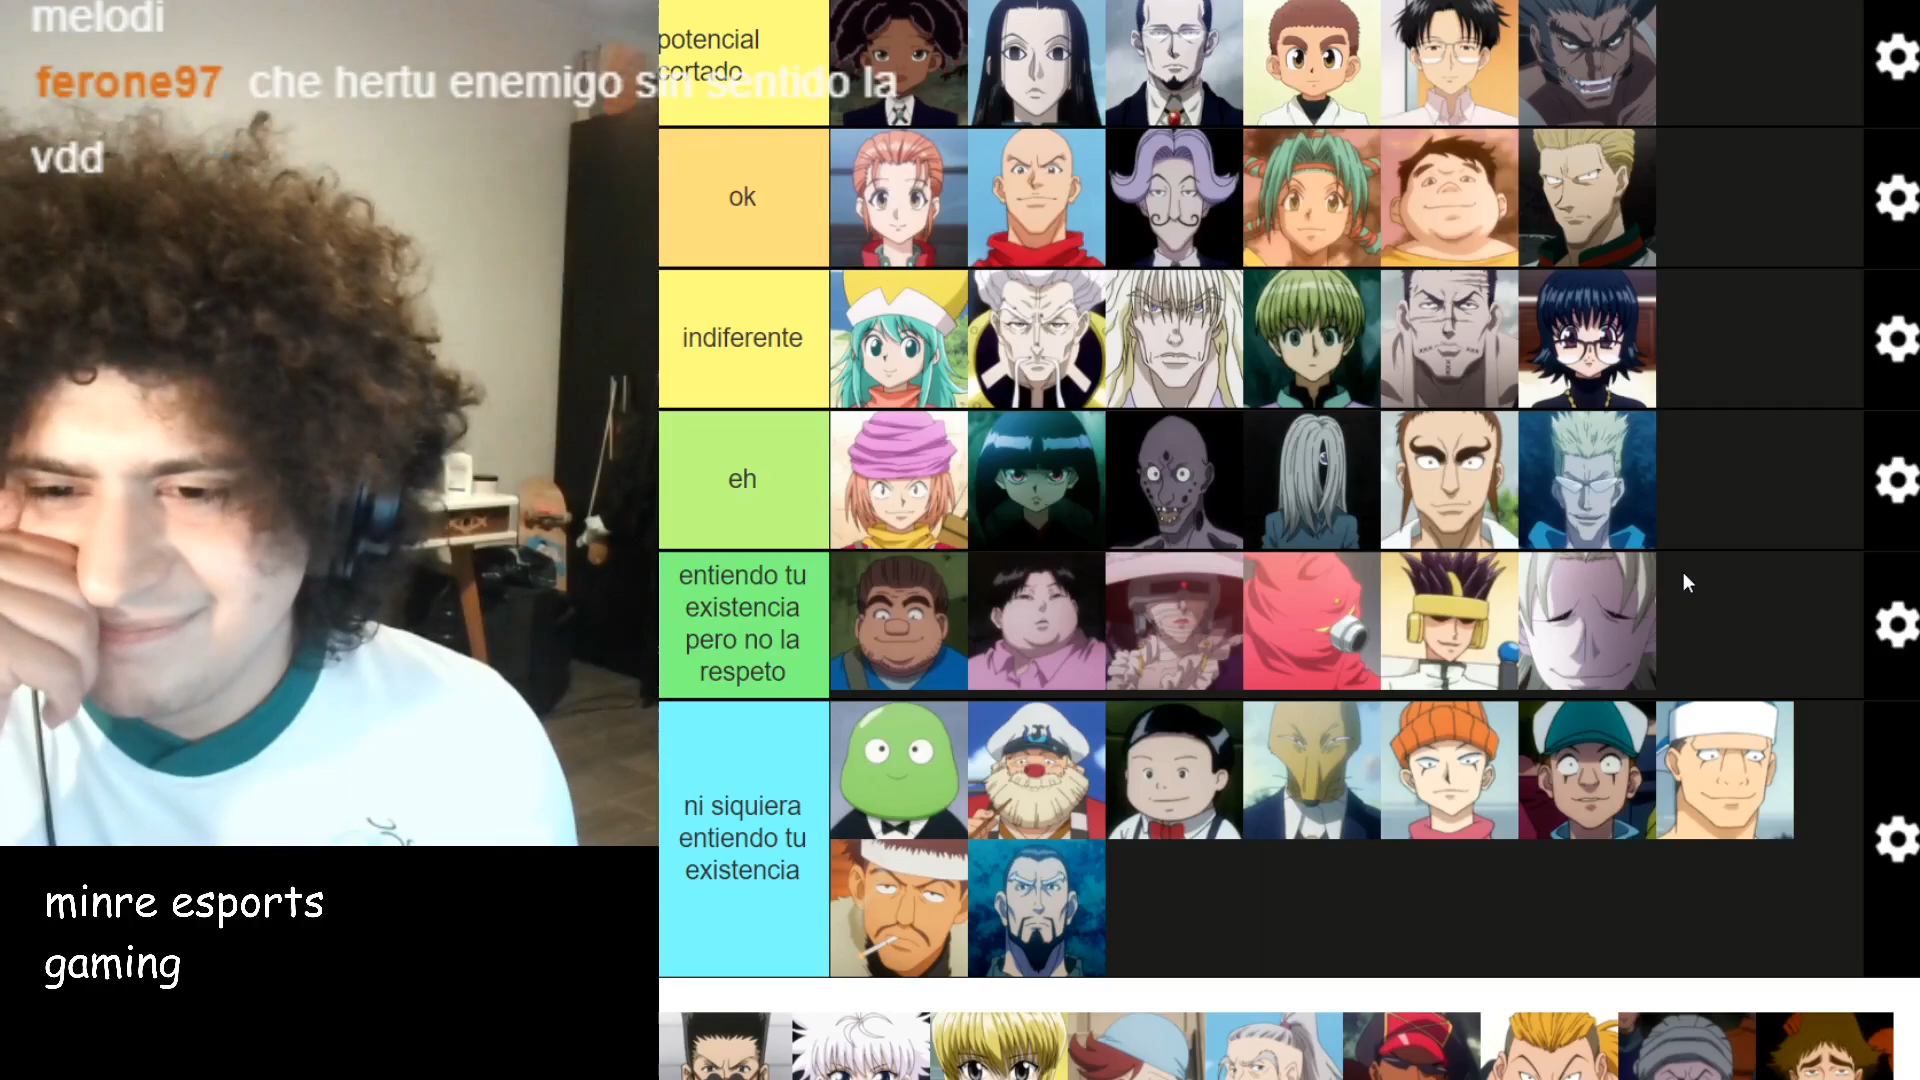 melodi
ferone97 che hertu enemigo sin sentido la
vdd
minre esports
gaming
potencial
cortado
ok
indiferente
eh
entiendo tu
existencia
pero no la
respeto
ni siquiera
entiendo tu
existencia